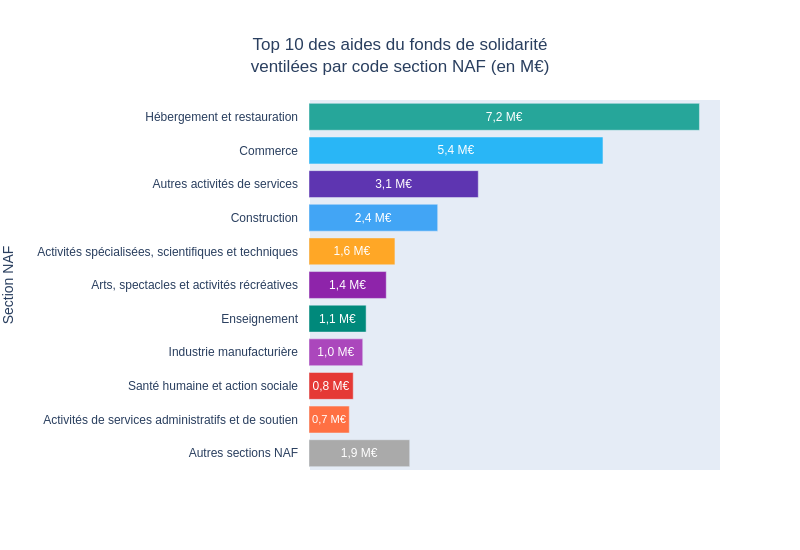 Top 10 des aides du fonds de solidarité
ventilées par code section NAF (en M€)
Section NAF
Hébergement et restauration 7,2 M€
Commerce 5,4 M€
Autres activités de services 3,1 M€
Construction 2,4 M€
Activités spécialisées, scientifiques et techniques 1,6 M€
Arts, spectacles et activités récréatives 1,4 M€
Enseignement 1,1 M€
Industrie manufacturière 1,0 M€
Santé humaine et action sociale 0,8 M€
Activités de services administratifs et de soutien 0,7 M€
Autres sections NAF 1,9 M€